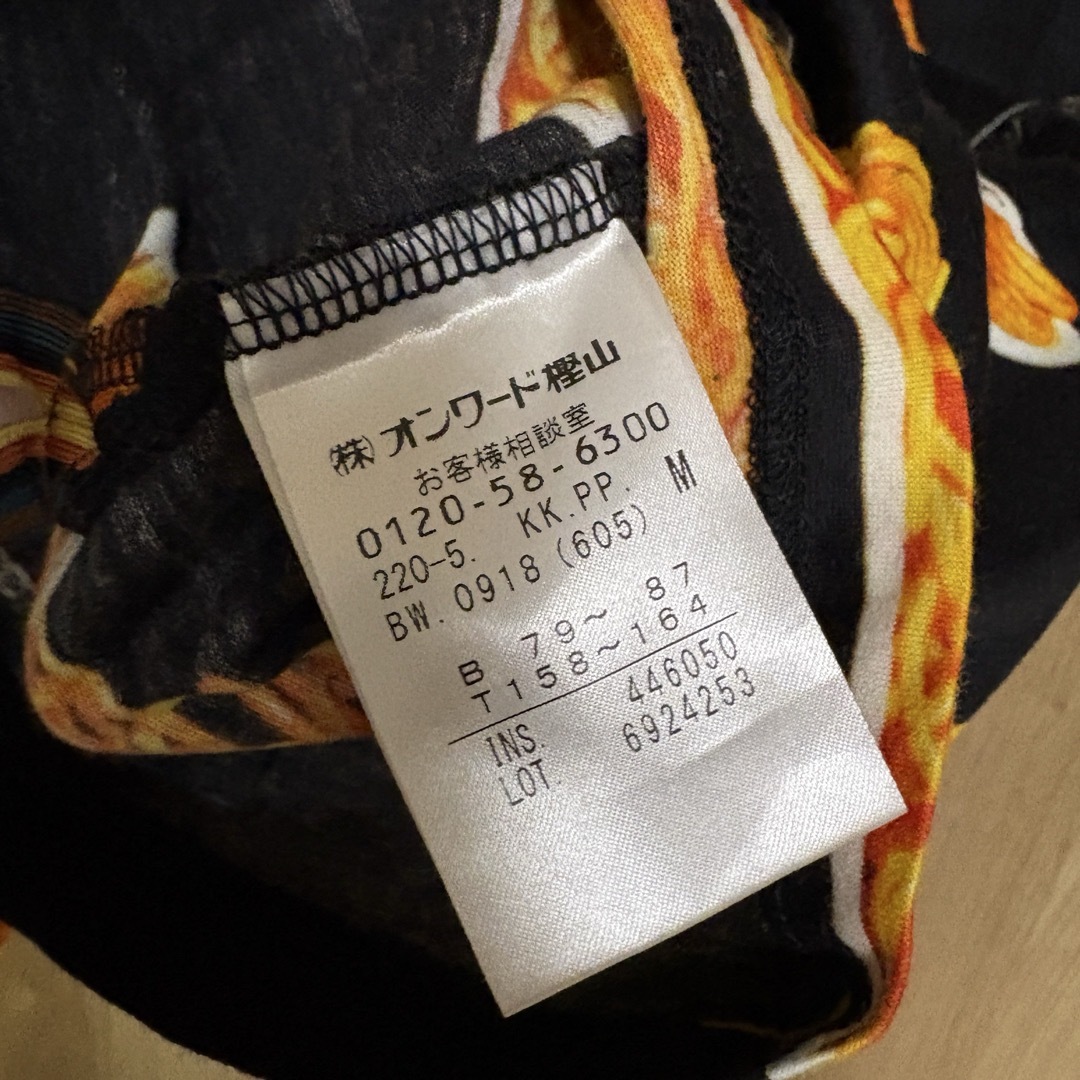 (株)オンワード樫山
お客様相談室
0120-58-6300
220-5. KK.PP. M
BW.0918(605)
B 79~ 87
T 158~164
INS. 446050
LOT. 6924253